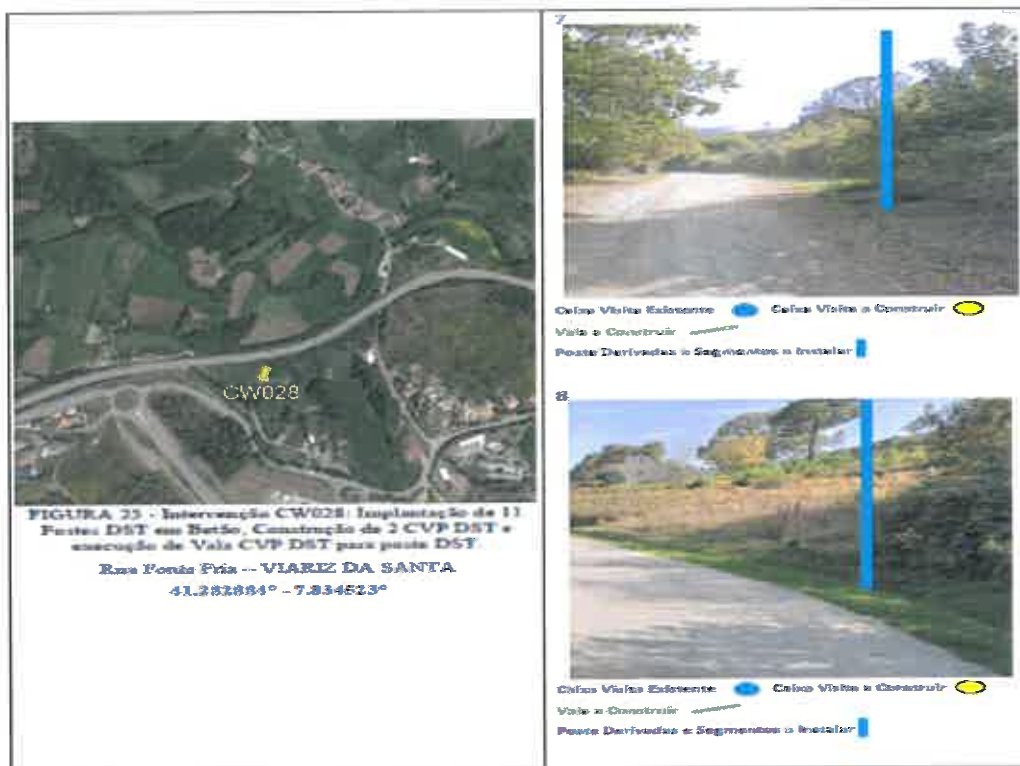 CW028
FIGURA 25 - Intervenção CW028: Implantação de 11
Postes DST em Betão, Construção de 2 CVP DST e
execução de Vala CVP DST para poste DST.
Rua Fonte Fria – VIARIZ DA SANTA
41.282884° - 7.834623°
7
Caixa Visita Existente Caixa Visita a Construir
Vala a Construir
Poste Derivadas e Segmentos a Instalar
8
Caixa Visita Existente Caixa Visita a Construir
Vala a Construir
Poste Derivadas e Segmentos a Instalar